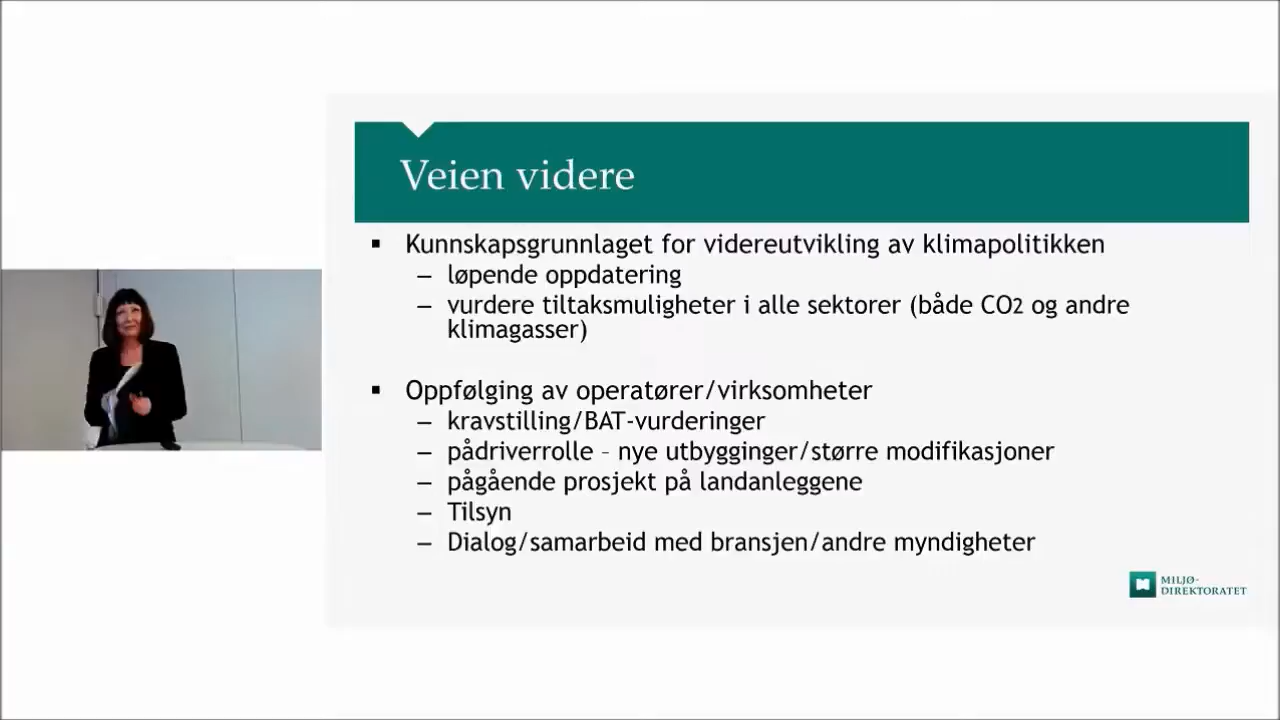 Veien videre
▪ Kunnskapsgrunnlaget for videreutvikling av klimapolitikken
– løpende oppdatering
– vurdere tiltaksmuligheter i alle sektorer (både CO2 og andre
klimagasser)
▪ Oppfølging av operatører/virksomheter
– kravstilling/BAT-vurderinger
– pådriverrolle – nye utbygginger/større modifikasjoner
– pågående prosjekt på landanleggene
– Tilsyn
– Dialog/samarbeid med bransjen/andre myndigheter
MILJØ-
DIREKTORATET